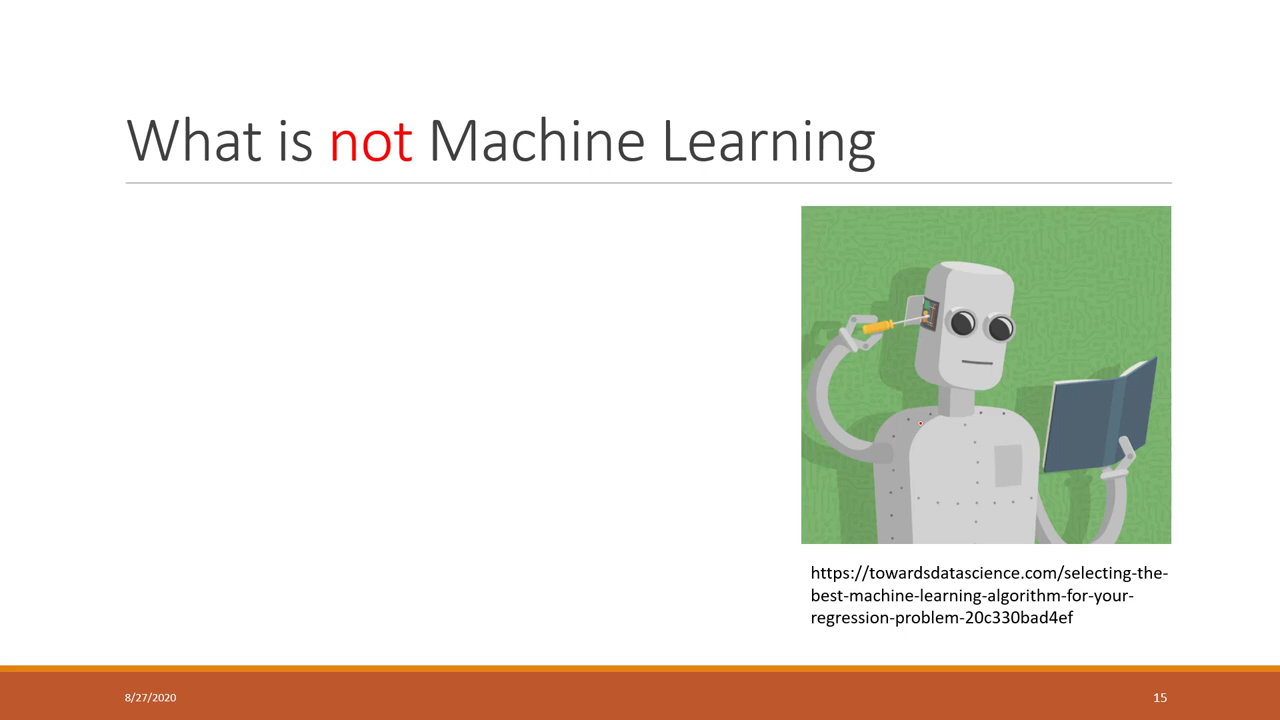 What is not Machine Learning
https://towardsdatascience.com/selecting-the-
best-machine-learning-algorithm-for-your-
regression-problem-20c330bad4ef
8/27/2020
15